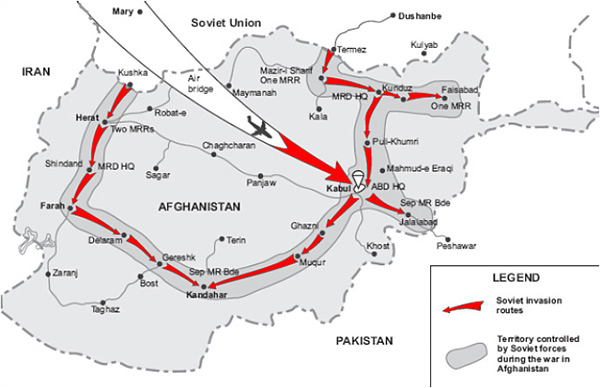 Mary
Soviet Union
Dushanbe
Termez
Kulyab
IRAN
Kushka
Air
bridge
Mazir-i Sharif
One MRR
Maymanah
MRD HQ
Kunduz
Faisabad
One MRR
Robat-e
Kala
Herat
Two MRRs
Puli-Khumri
Chaghcharan
Shindand
MRD HQ
Sagar
Panjaw
Mahmud-e Eraqi
Kabul
ABD HQ
Farah
AFGHANISTAN
Sep MR Bde
Jalalabad
Ghazni
Delaram
Terin
Khost
Peshawar
Gereshk
Muqur
Zaranj
Bost
Sep MR Bde
Kandahar
Taghaz
PAKISTAN
LEGEND
Soviet invasion
routes
Territory controlled
by Soviet forces
during the war in
Afghanistan